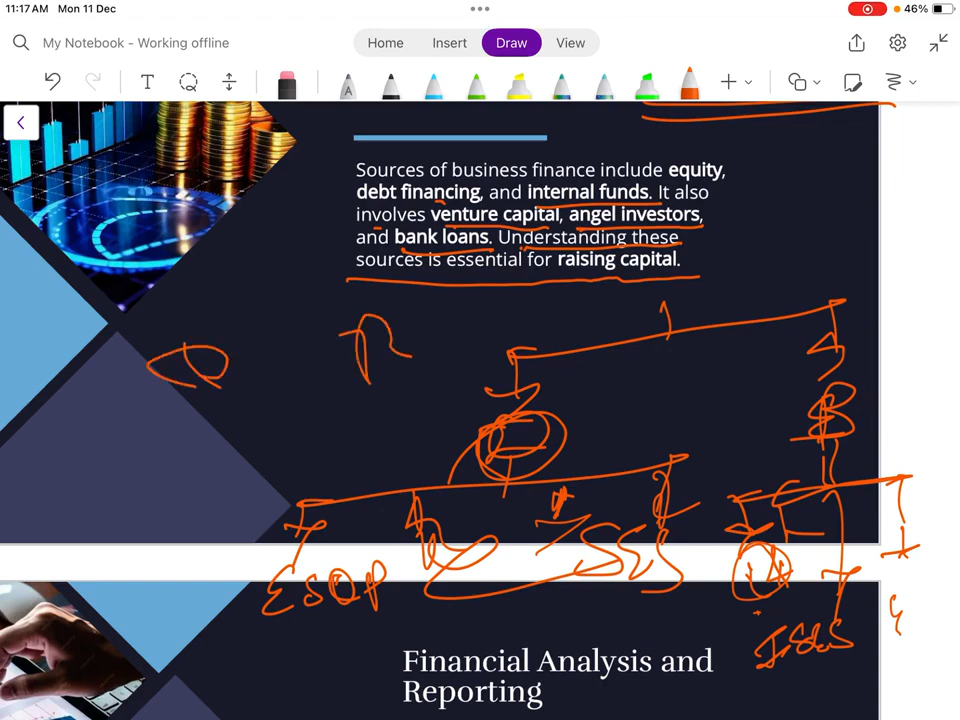 11:17 AM Mon 11 Dec
46%
My Notebook - Working offline
Home Insert Draw View
Sources of business finance include equity,
debt financing, and internal funds. It also
involves venture capital, angel investors,
and bank loans. Understanding these
sources is essential for raising capital.
ESOP
Financial Analysis and
Reporting